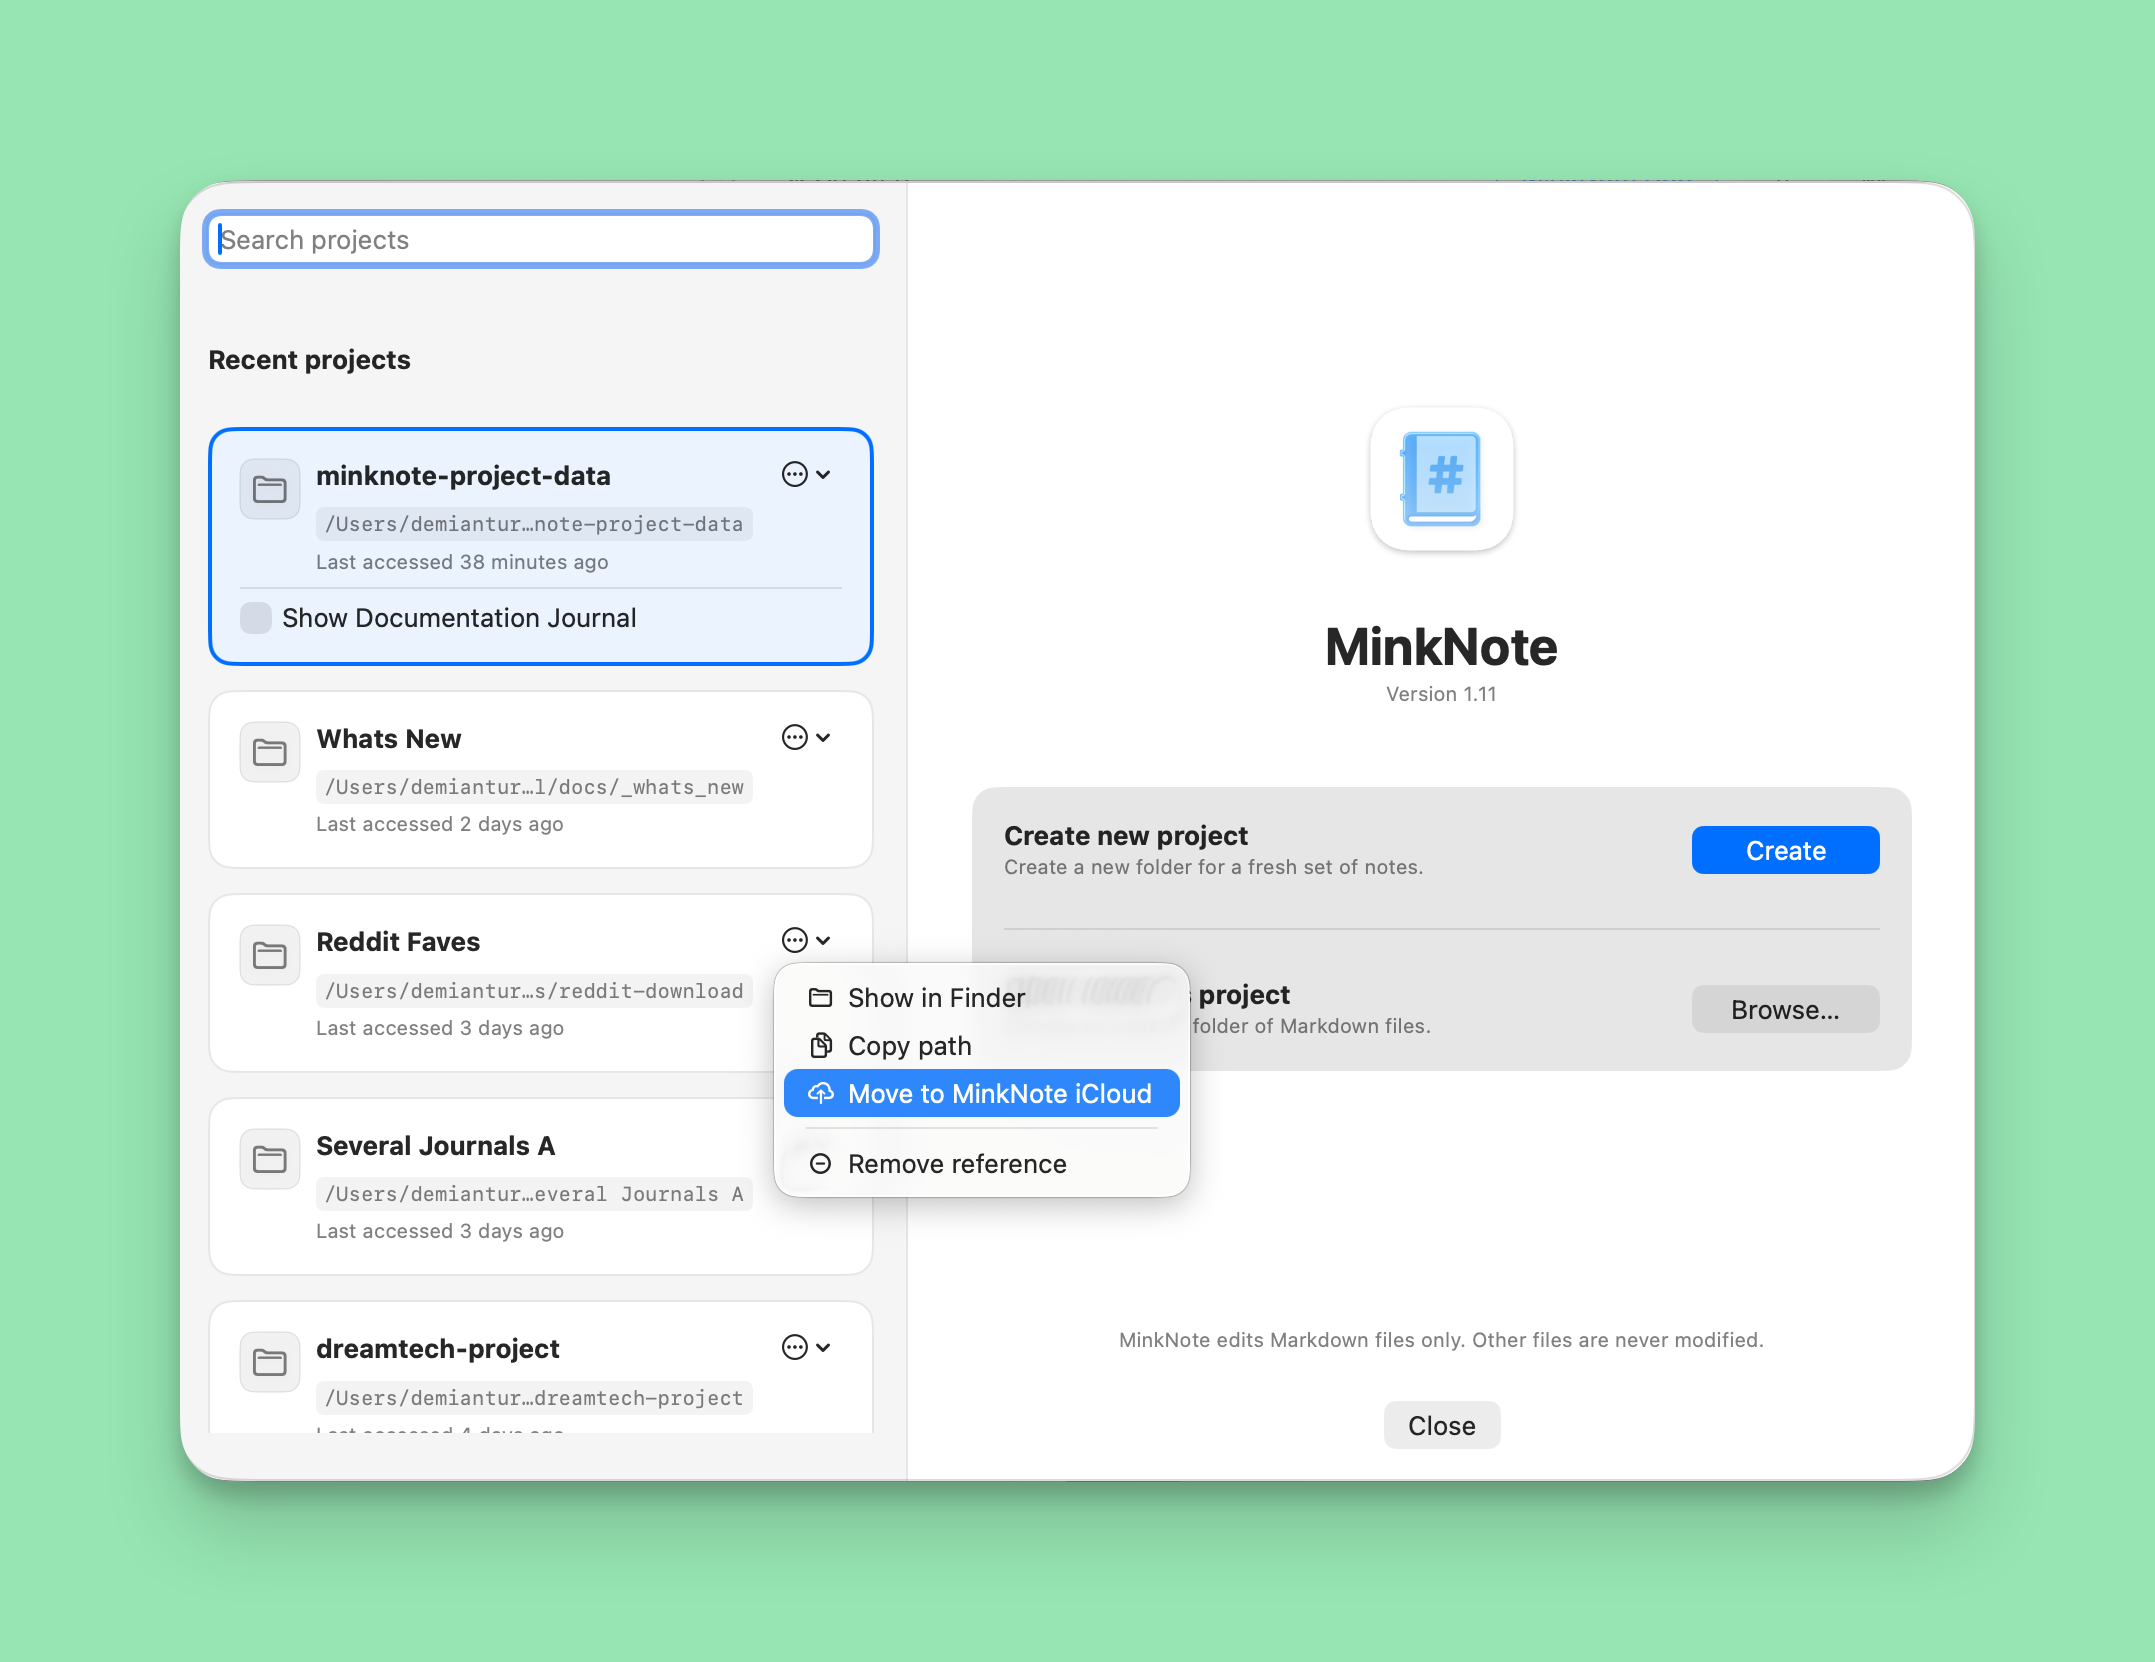 Search projects
Recent projects
minknote-project-data
/Users/demiantur…note-project-data
Last accessed 38 minutes ago
Show Documentation Journal
Whats New
/Users/demiantur…l/docs/_whats_new
Last accessed 2 days ago
Reddit Faves
/Users/demiantur…s/reddit-download
Last accessed 3 days ago
Several Journals A
/Users/demiantur…everal Journals A
Last accessed 3 days ago
dreamtech-project
/Users/demiantur…dreamtech-project
Last accessed 4 days ago
Show in Finder
Copy path
Move to MinkNote iCloud
Remove reference
#
MinkNote
Version 1.11
Create new project
Create a new folder for a fresh set of notes.
Create
project
folder of Markdown files.
Browse...
MinkNote edits Markdown files only. Other files are never modified.
Close